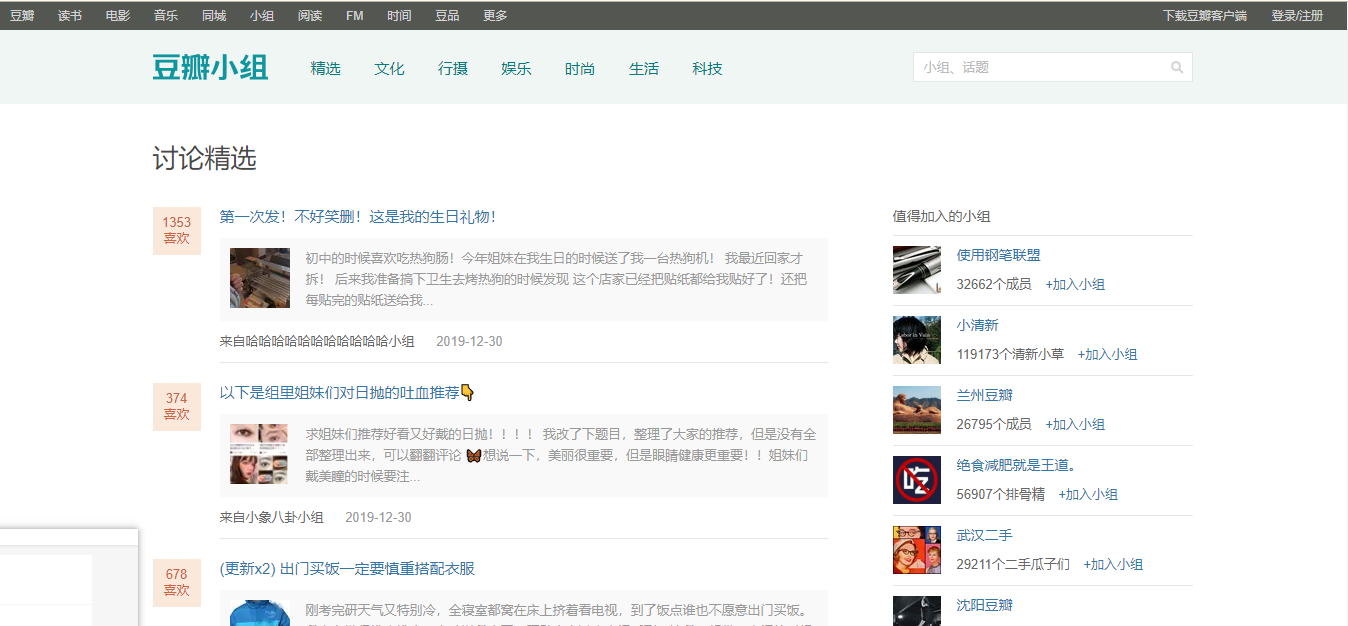 豆瓣 读书 电影 音乐 同城 小组 阅读 FM 时间 豆品 更多 下载豆瓣客户端 登录/注册
豆瓣小组 精选 文化 行摄 娱乐 时尚 生活 科技 小组、话题
讨论精选
1353
喜欢
第一次发！不好笑删！这是我的生日礼物！
初中的时候喜欢吃热狗肠！今年姐妹在我生日的时候送了我一台热狗机！ 我最近回家才
拆！ 后来我准备搞下卫生去烤热狗的时候发现 这个店家已经把贴纸都给我贴好了！还把
每贴完的贴纸送给我...
来自哈哈哈哈哈哈哈哈哈哈哈小组 2019-12-30
374
喜欢
以下是组里姐妹们对日抛的吐血推荐👇
求姐妹们推荐好看又好戴的日抛！！！！ 我改了下题目，整理了大家的推荐，但是没有全
部整理出来，可以翻翻评论 🦋想说一下，美丽很重要，但是眼睛健康更重要！！姐妹们
戴美瞳的时候要注...
来自小象八卦小组 2019-12-30
678
喜欢
(更新x2) 出门买饭一定要慎重搭配衣服
刚考完研天气又特别冷，全寝室都窝在床上挤着看电视，到了饭点谁也不愿意出门买饭。
值得加入的小组
使用钢笔联盟
32662个成员 +加入小组
小清新
119173个清新小草 +加入小组
兰州豆瓣
26795个成员 +加入小组
吃
绝食减肥就是王道。
56907个排骨精 +加入小组
武汉二手
29211个二手瓜子们 +加入小组
沈阳豆瓣